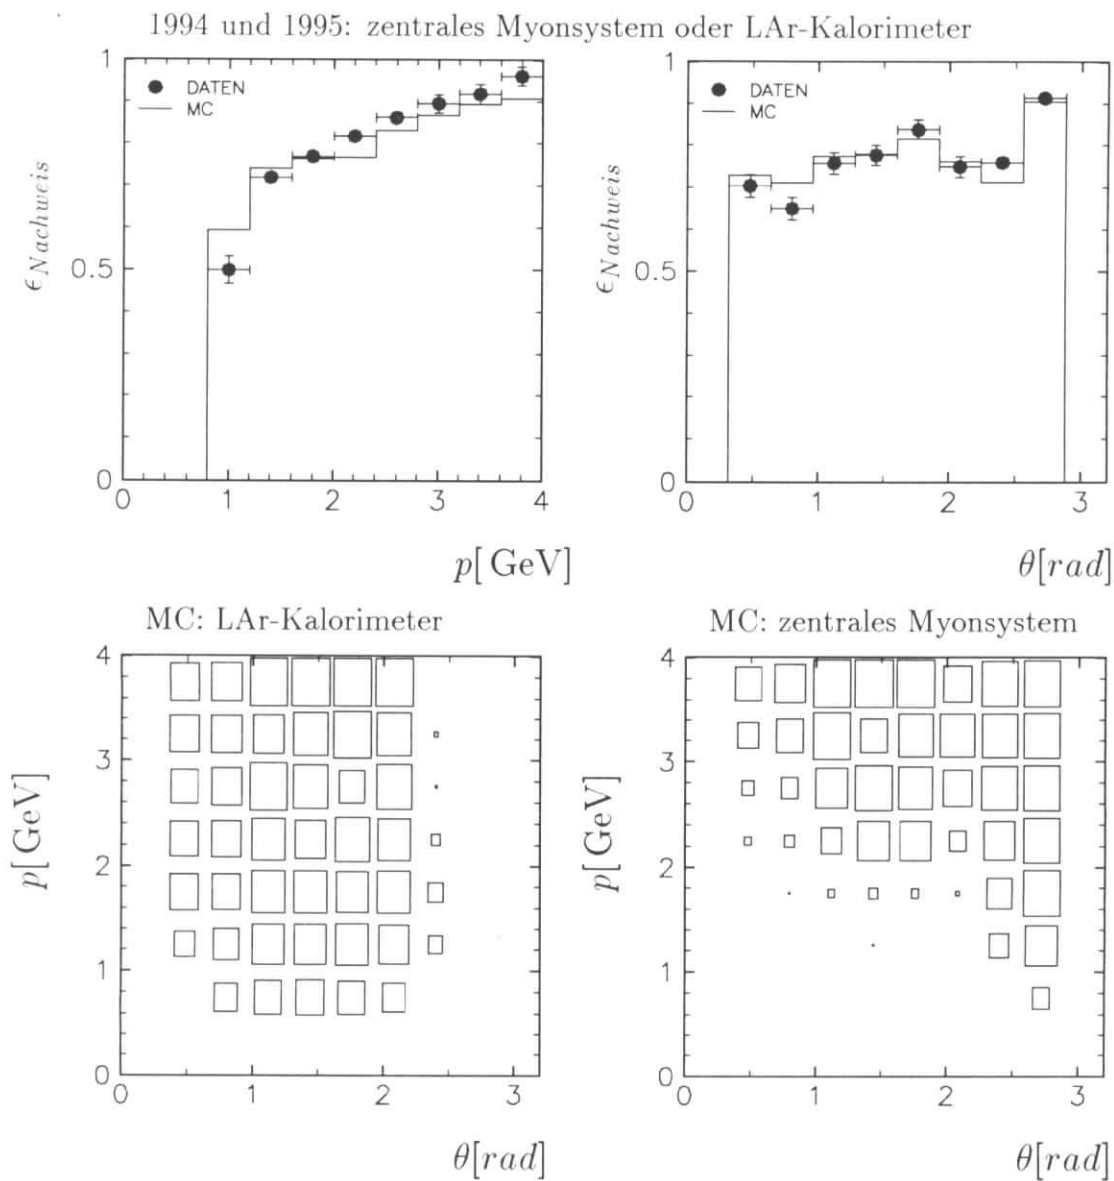 1994 und 1995: zentrales Myonsystem oder LAr-Kalorimeter
1
DATEN
MC
ϵNachweis
0.5
0
0 1 2 3 4
p[GeV]
1
DATEN
MC
ϵNachweis
0.5
0
0 1 2 3
θ[rad]
MC: LAr-Kalorimeter
4
3
p[GeV]
2
1
0
0 1 2 3
θ[rad]
MC: zentrales Myonsystem
4
3
p[GeV]
2
1
0
0 1 2 3
θ[rad]